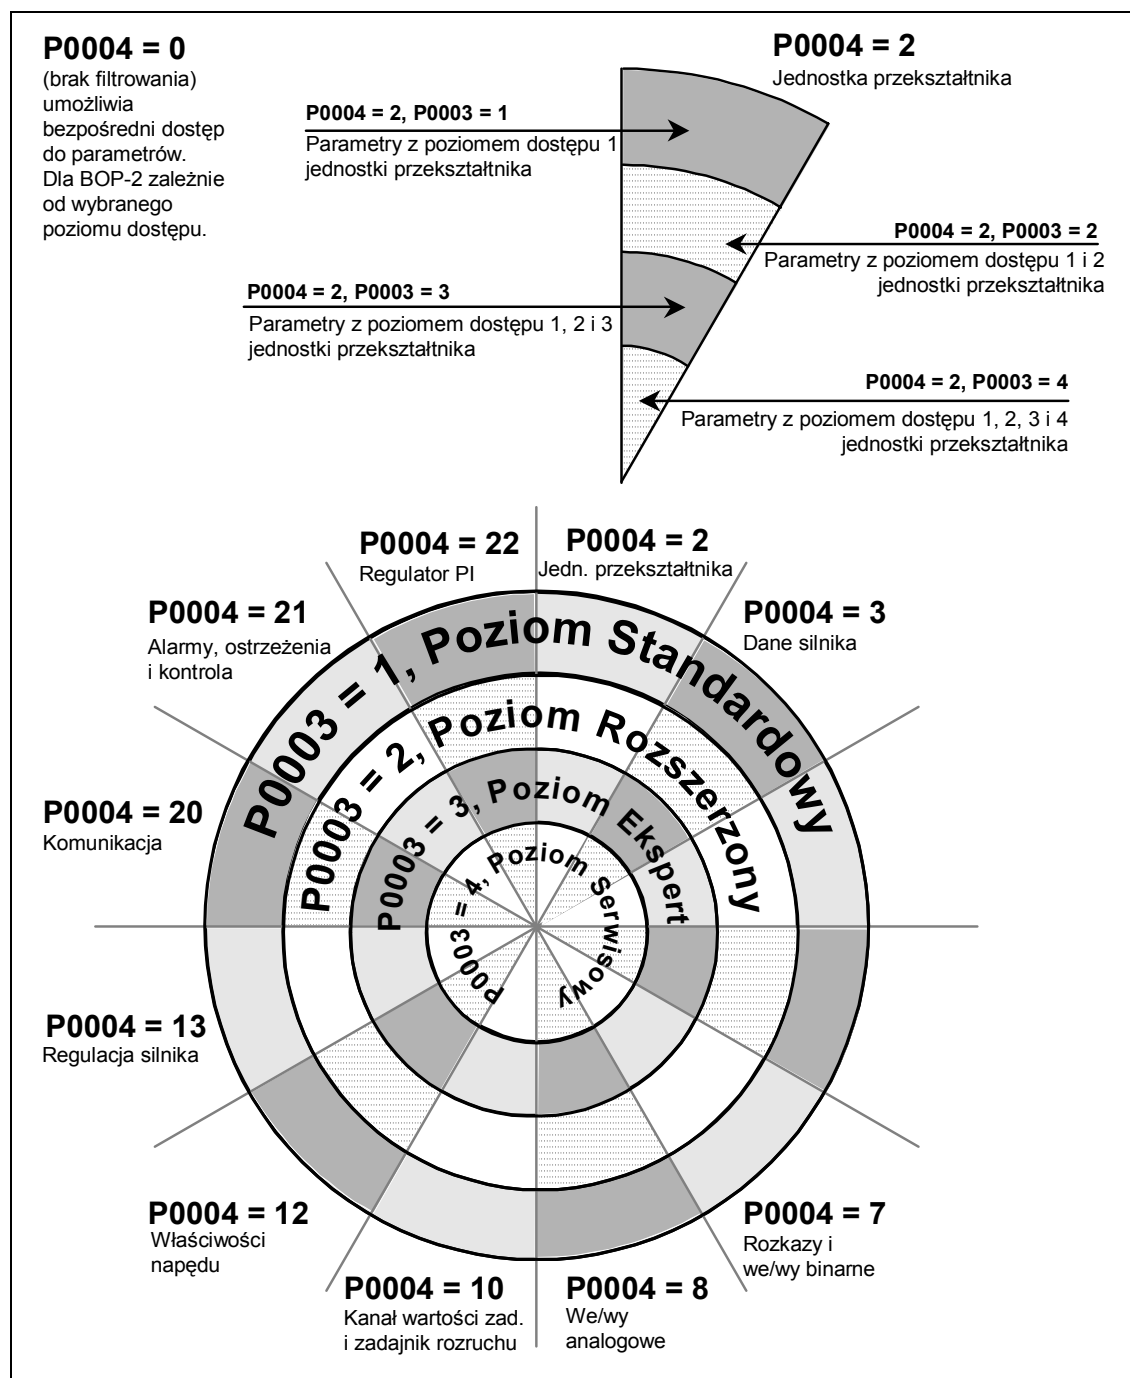 P0004 = 0
(brak filtrowania)
umożliwia
bezpośredni dostęp
do parametrów.
Dla BOP-2 zależnie
od wybranego
poziomu dostępu.
P0004 = 2
Jednostka przekształtnika
P0004 = 2, P0003 = 1
Parametry z poziomem dostępu 1
jednostki przekształtnika
P0004 = 2, P0003 = 2
Parametry z poziomem dostępu 1 i 2
jednostki przekształtnika
P0004 = 2, P0003 = 3
Parametry z poziomem dostępu 1, 2 i 3
jednostki przekształtnika
P0004 = 2, P0003 = 4
Parametry z poziomem dostępu 1, 2, 3 i 4
jednostki przekształtnika
P0004 = 22
Regulator PI
P0004 = 2
Jedn. przekształtnika
P0004 = 21
Alarmy, ostrzeżenia
i kontrola
P0004 = 3
Dane silnika
P0003 = 1, Poziom Standardowy
P0003 = 2, Poziom Rozszerzony
P0003 = 3, Poziom Ekspert
P0003 = 4, Poziom Serwisowy
P0004 = 20
Komunikacja
P0004 = 13
Regulacja silnika
P0004 = 12
Właściwości
napędu
P0004 = 7
Rozkazy i
we/wy binarne
P0004 = 10
Kanał wartości zad.
i zadajnik rozruchu
P0004 = 8
We/wy
analogowe